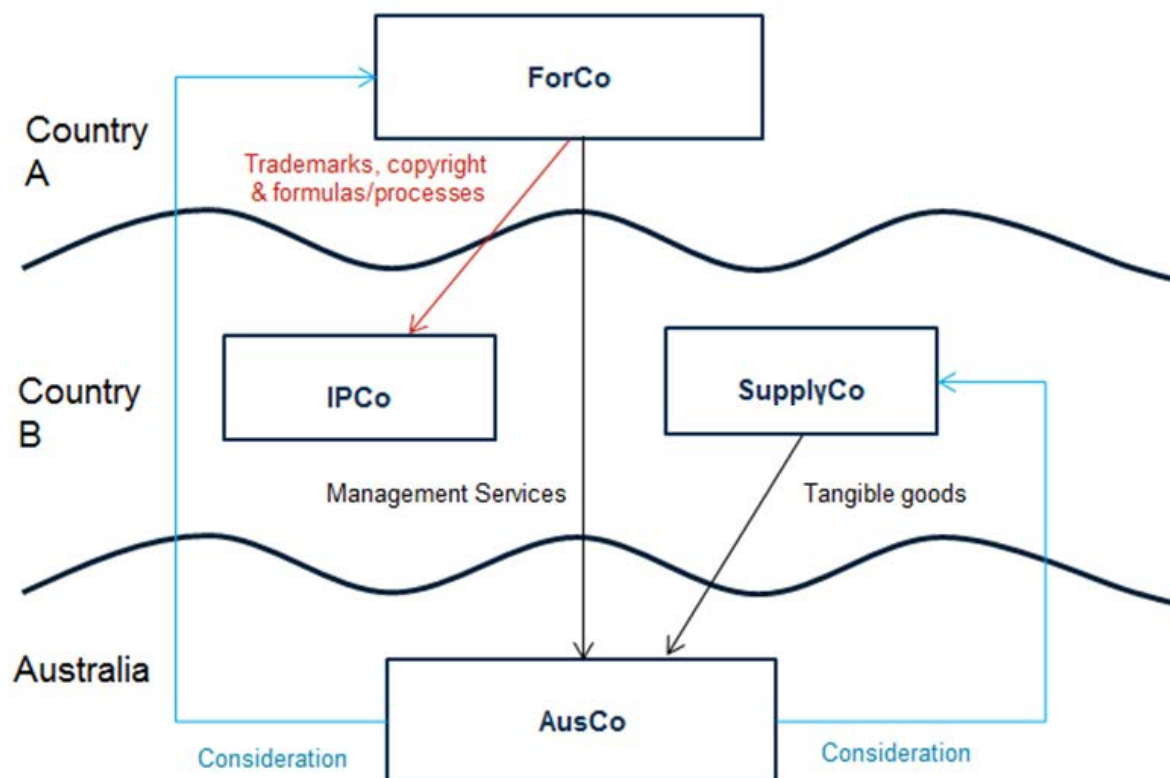 ForCo
Country
A
Trademarks, copyright
& formulas/processes
Country
B
IPCo
SupplyCo
Management Services
Tangible goods
Australia
AusCo
Consideration
Consideration